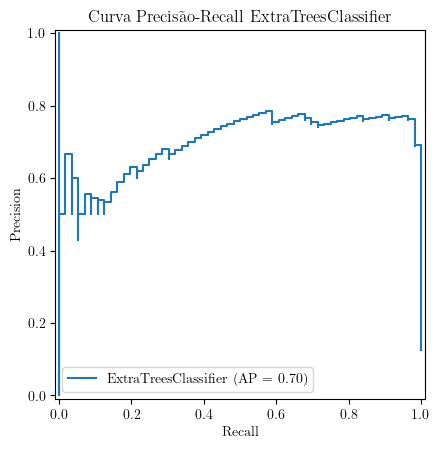 Curva Precisão-Recall ExtraTreesClassifier
1.0
0.8
0.6
0.4
0.2
0.0
Precision
ExtraTreesClassifier (AP = 0.70)
0.0 0.2 0.4 0.6 0.8 1.0
Recall